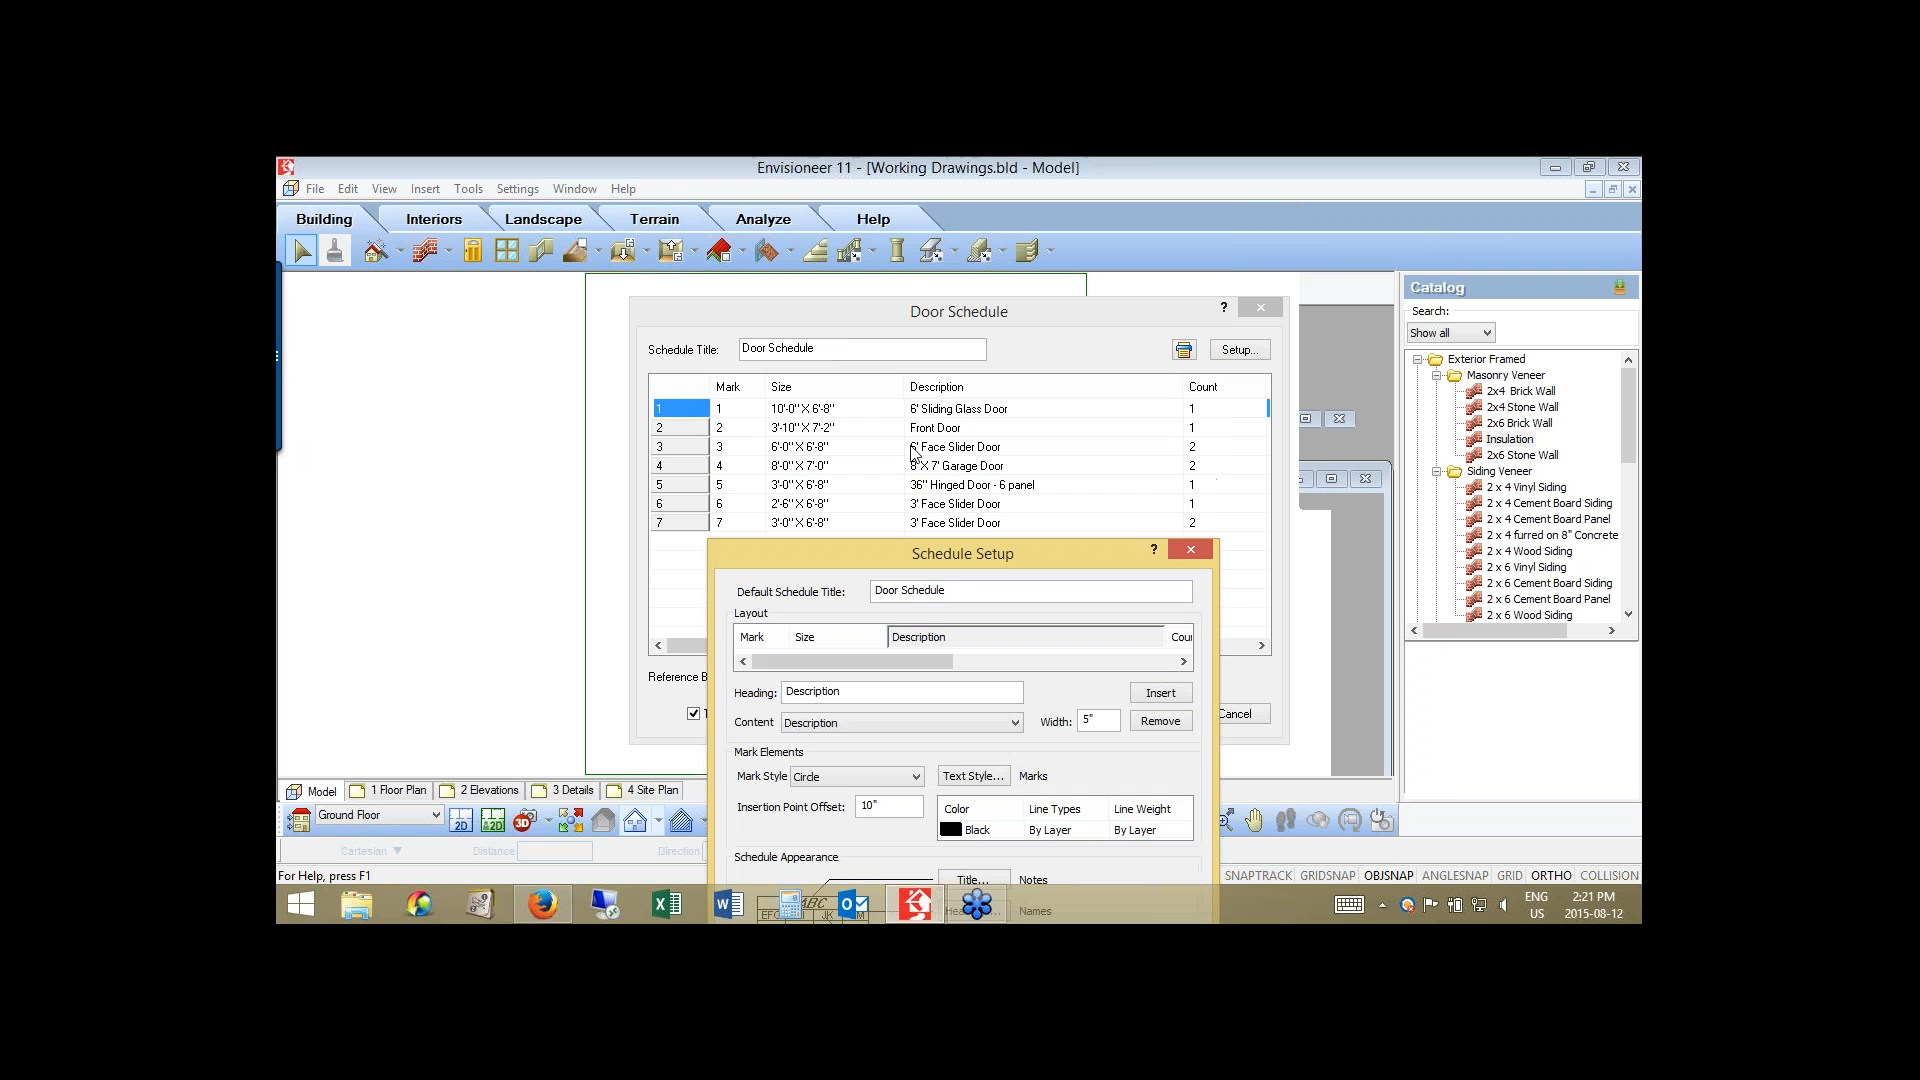 Envisioneer 11 - [Working Drawings.bld - Model]
File Edit View Insert Tools Settings Window Help
Building Interiors Landscape Terrain Analyze Help
Catalog
Search:
Show all
Exterior Framed
Masonry Veneer
2x4 Brick Wall
2x4 Stone Wall
2x6 Brick Wall
Insulation
2x6 Stone Wall
Siding Veneer
2 x 4 Vinyl Siding
2 x 4 Cement Board Siding
2 x 4 Cement Board Panel
2 x 4 furred on 8" Concrete
2 x 4 Wood Siding
2 x 6 Vinyl Siding
2 x 6 Cement Board Siding
2 x 6 Cement Board Panel
2 x 6 Wood Siding
Door Schedule ?
Schedule Title: Door Schedule Setup...
Mark Size Description Count
1 1 10'-0" X 6'-8" 6' Sliding Glass Door 1
2 2 3'-10" X 7'-2" Front Door 1
3 3 6'-0" X 6'-8" 6' Face Slider Door 2
4 4 8'-0" X 7'-0" 8' X 7' Garage Door 2
5 5 3'-0" X 6'-8" 36" Hinged Door - 6 panel 1
6 6 2'-6" X 6'-8" 3' Face Slider Door 1
7 7 3'-0" X 6'-8" 3' Face Slider Door 2
Reference B
Cancel
Schedule Setup ?
Default Schedule Title: Door Schedule
Layout
Mark Size Description Cour
Heading: Description Insert
Content Description Width: 5" Remove
Mark Elements
Mark Style Circle Text Style... Marks
Insertion Point Offset: 10"
Color Line Types Line Weight
Black By Layer By Layer
Schedule Appearance
Title... Notes
Names
ABC
JK
Model 1 Floor Plan 2 Elevations 3 Details 4 Site Plan
Ground Floor 2D 2D 3D
Cartesian Distance Direction
For Help, press F1
SNAPTRACK GRIDSNAP OBJSNAP ANGLESNAP GRID ORTHO COLLISION
ENG
US
2:21 PM
2015-08-12